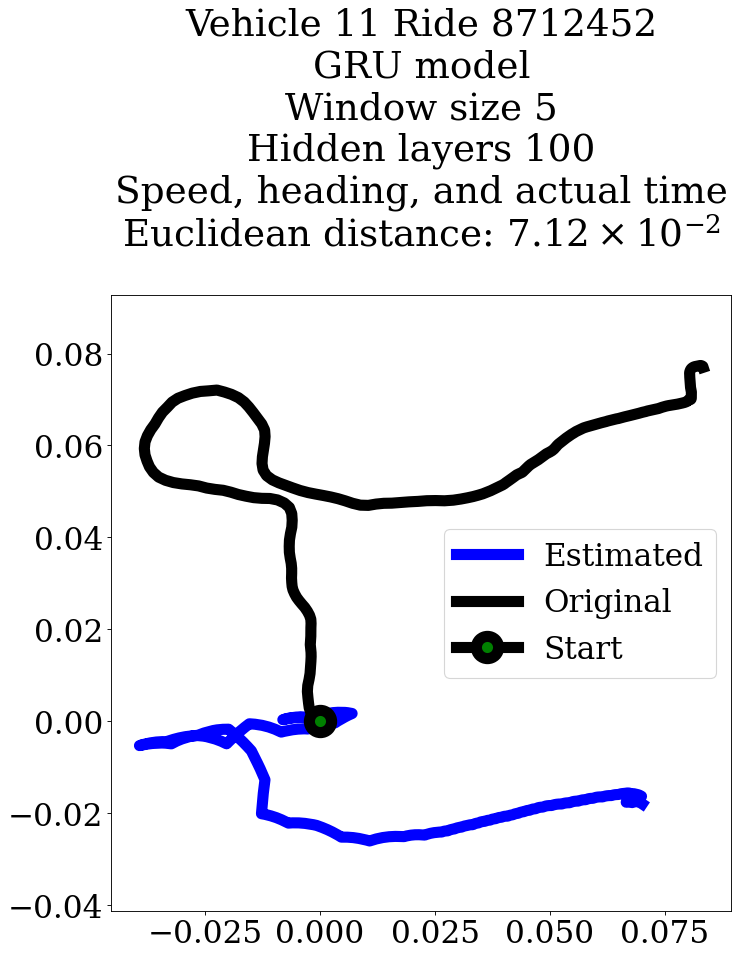 Vehicle 11 Ride 8712452
GRU model
Window size 5
Hidden layers 100
Speed, heading, and actual time
Euclidean distance: 7.12 × 10⁻²
0.08
0.06
0.04
0.02
0.00
−0.02
−0.04
Estimated
Original
Start
−0.025 0.000 0.025 0.050 0.075